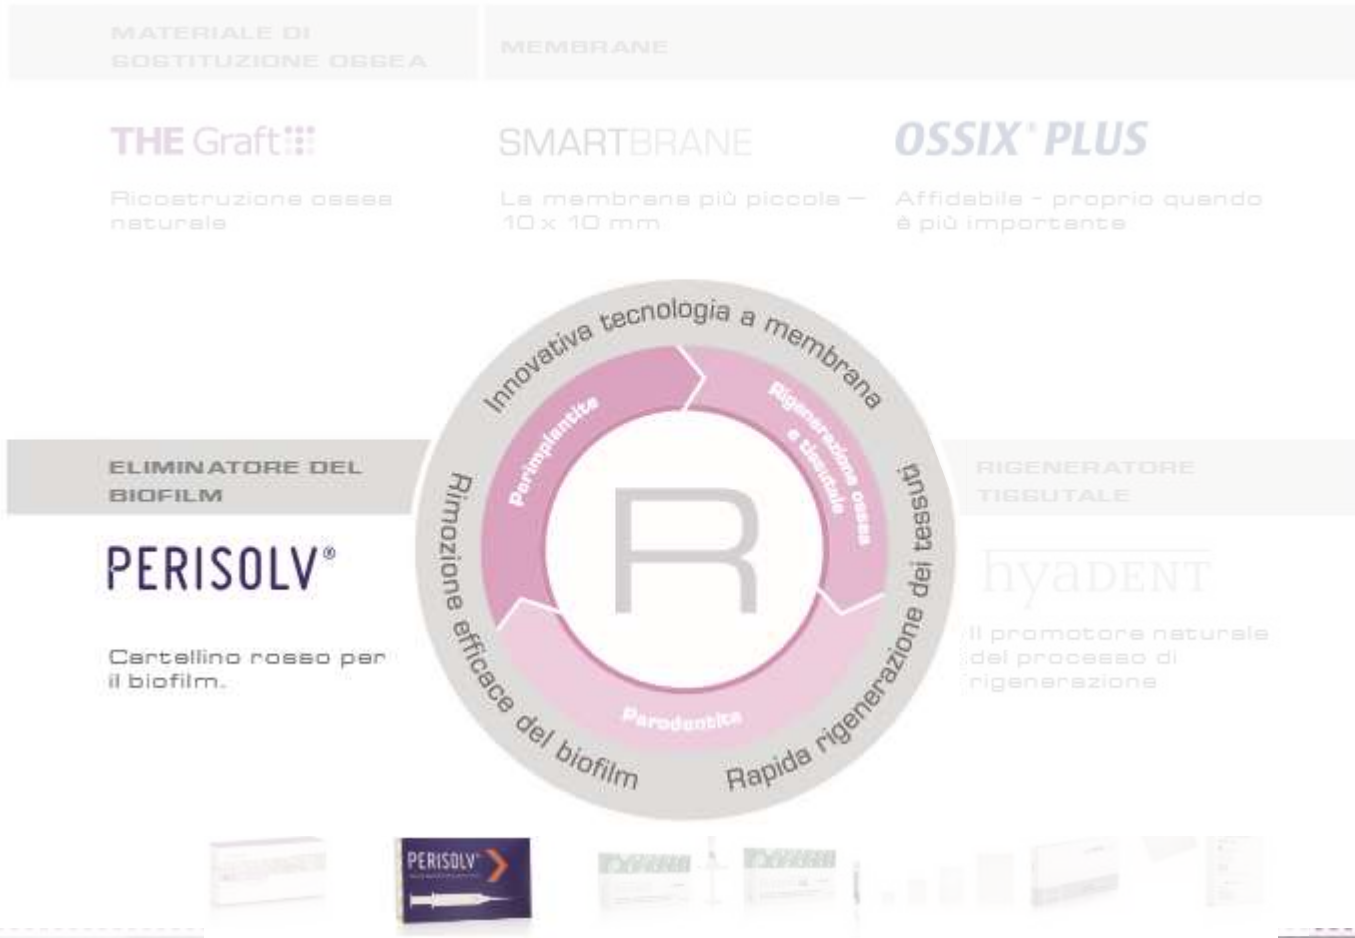 MATERIALE DI
SOSTITUZIONE OSSEA
MEMBRANE
THE Graft
Ricostruzione ossea
naturale
SMARTBRANE
La membrana più piccola –
10 x 10 mm
OSSIX® PLUS
Affidabile - proprio quando
è più importante
Innovativa tecnologia a membrana
Perimplantite
Rigenerazione ossea
e tissutale
Parodontite
R
Rimozione efficace del biofilm
Rapida rigenerazione dei tessuti
ELIMINATORE DEL
BIOFILM
PERISOLV®
Cartellino rosso per
il biofilm.
RIGENERATORE
TISSUTALE
hyaDENT
Il promotore naturale
del processo di
rigenerazione
PERISOLV®